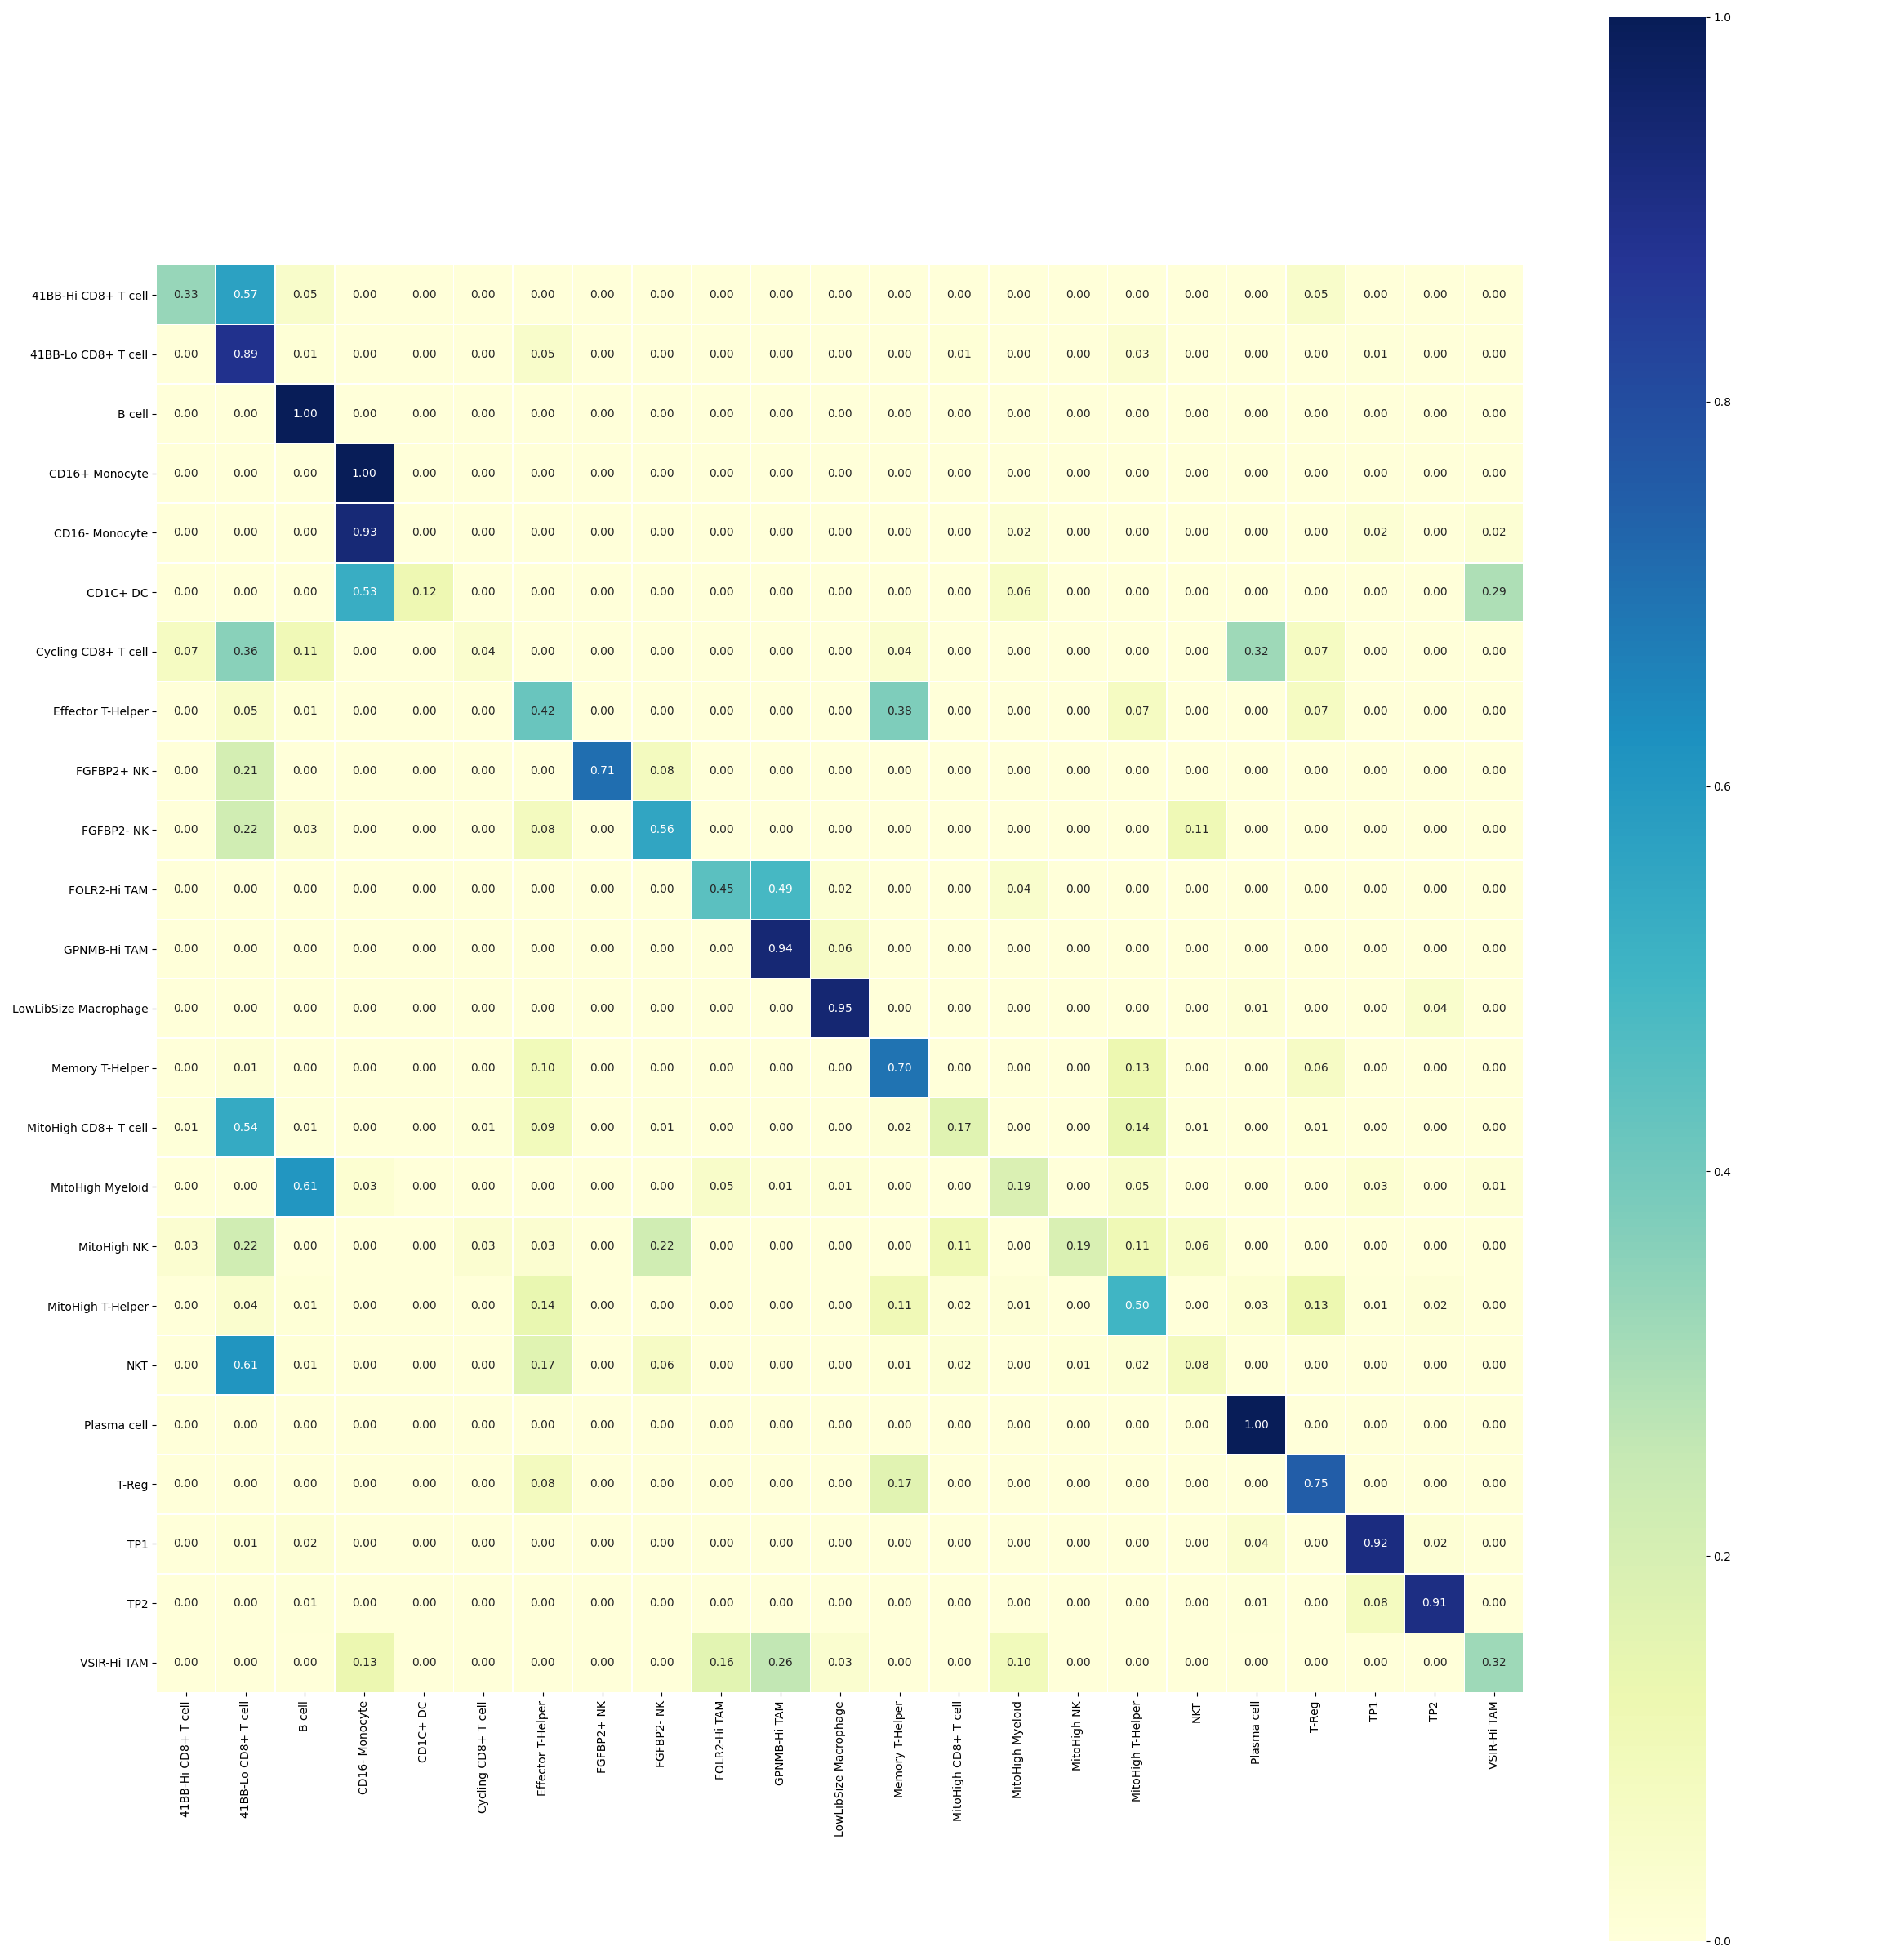 41BB-Hi CD8+ T cell 0.33 0.57 0.05 0.00 0.00 0.00 0.00 0.00 0.00 0.00 0.00 0.00 0.00 0.00 0.00 0.00 0.00 0.00 0.00 0.05 0.00 0.00 0.00
41BB-Lo CD8+ T cell 0.00 0.89 0.01 0.00 0.00 0.00 0.05 0.00 0.00 0.00 0.00 0.00 0.00 0.01 0.00 0.00 0.03 0.00 0.00 0.00 0.01 0.00 0.00
B cell 0.00 0.00 1.00 0.00 0.00 0.00 0.00 0.00 0.00 0.00 0.00 0.00 0.00 0.00 0.00 0.00 0.00 0.00 0.00 0.00 0.00 0.00 0.00
CD16+ Monocyte 0.00 0.00 0.00 1.00 0.00 0.00 0.00 0.00 0.00 0.00 0.00 0.00 0.00 0.00 0.00 0.00 0.00 0.00 0.00 0.00 0.00 0.00 0.00
CD16- Monocyte 0.00 0.00 0.00 0.93 0.00 0.00 0.00 0.00 0.00 0.00 0.00 0.00 0.00 0.00 0.02 0.00 0.00 0.00 0.00 0.00 0.02 0.00 0.02
CD1C+ DC 0.00 0.00 0.00 0.53 0.12 0.00 0.00 0.00 0.00 0.00 0.00 0.00 0.00 0.00 0.06 0.00 0.00 0.00 0.00 0.00 0.00 0.00 0.29
Cycling CD8+ T cell 0.07 0.36 0.11 0.00 0.00 0.04 0.00 0.00 0.00 0.00 0.00 0.00 0.04 0.00 0.00 0.00 0.00 0.00 0.32 0.07 0.00 0.00 0.00
Effector T-Helper 0.00 0.05 0.01 0.00 0.00 0.00 0.42 0.00 0.00 0.00 0.00 0.00 0.38 0.00 0.00 0.00 0.07 0.00 0.00 0.07 0.00 0.00 0.00
FGFBP2+ NK 0.00 0.21 0.00 0.00 0.00 0.00 0.00 0.71 0.08 0.00 0.00 0.00 0.00 0.00 0.00 0.00 0.00 0.00 0.00 0.00 0.00 0.00 0.00
FGFBP2- NK 0.00 0.22 0.03 0.00 0.00 0.00 0.08 0.00 0.56 0.00 0.00 0.00 0.00 0.00 0.00 0.00 0.00 0.11 0.00 0.00 0.00 0.00 0.00
FOLR2-Hi TAM 0.00 0.00 0.00 0.00 0.00 0.00 0.00 0.00 0.00 0.45 0.49 0.02 0.00 0.00 0.04 0.00 0.00 0.00 0.00 0.00 0.00 0.00 0.00
GPNMB-Hi TAM 0.00 0.00 0.00 0.00 0.00 0.00 0.00 0.00 0.00 0.00 0.94 0.06 0.00 0.00 0.00 0.00 0.00 0.00 0.00 0.00 0.00 0.00 0.00
LowLibSize Macrophage 0.00 0.00 0.00 0.00 0.00 0.00 0.00 0.00 0.00 0.00 0.00 0.95 0.00 0.00 0.00 0.00 0.00 0.00 0.01 0.00 0.00 0.04 0.00
Memory T-Helper 0.00 0.01 0.00 0.00 0.00 0.00 0.10 0.00 0.00 0.00 0.00 0.00 0.70 0.00 0.00 0.00 0.13 0.00 0.00 0.06 0.00 0.00 0.00
MitoHigh CD8+ T cell 0.01 0.54 0.01 0.00 0.00 0.01 0.09 0.00 0.01 0.00 0.00 0.00 0.02 0.17 0.00 0.00 0.14 0.01 0.00 0.01 0.00 0.00 0.00
MitoHigh Myeloid 0.00 0.00 0.61 0.03 0.00 0.00 0.00 0.00 0.00 0.05 0.01 0.01 0.00 0.00 0.19 0.00 0.05 0.00 0.00 0.00 0.03 0.00 0.01
MitoHigh NK 0.03 0.22 0.00 0.00 0.00 0.03 0.03 0.00 0.22 0.00 0.00 0.00 0.00 0.11 0.00 0.19 0.11 0.06 0.00 0.00 0.00 0.00 0.00
MitoHigh T-Helper 0.00 0.04 0.01 0.00 0.00 0.00 0.14 0.00 0.00 0.00 0.00 0.00 0.11 0.02 0.01 0.00 0.50 0.00 0.03 0.13 0.01 0.02 0.00
NKT 0.00 0.61 0.01 0.00 0.00 0.00 0.17 0.00 0.06 0.00 0.00 0.00 0.01 0.02 0.00 0.01 0.02 0.08 0.00 0.00 0.00 0.00 0.00
Plasma cell 0.00 0.00 0.00 0.00 0.00 0.00 0.00 0.00 0.00 0.00 0.00 0.00 0.00 0.00 0.00 0.00 0.00 0.00 1.00 0.00 0.00 0.00 0.00
T-Reg 0.00 0.00 0.00 0.00 0.00 0.00 0.08 0.00 0.00 0.00 0.00 0.00 0.17 0.00 0.00 0.00 0.00 0.00 0.00 0.75 0.00 0.00 0.00
TP1 0.00 0.01 0.02 0.00 0.00 0.00 0.00 0.00 0.00 0.00 0.00 0.00 0.00 0.00 0.00 0.00 0.00 0.00 0.04 0.00 0.92 0.02 0.00
TP2 0.00 0.00 0.01 0.00 0.00 0.00 0.00 0.00 0.00 0.00 0.00 0.00 0.00 0.00 0.00 0.00 0.00 0.00 0.01 0.00 0.08 0.91 0.00
VSIR-Hi TAM 0.00 0.00 0.00 0.13 0.00 0.00 0.00 0.00 0.00 0.16 0.26 0.03 0.00 0.00 0.10 0.00 0.00 0.00 0.00 0.00 0.00 0.00 0.32
41BB-Hi CD8+ T cell
41BB-Lo CD8+ T cell
B cell
CD16- Monocyte
CD1C+ DC
Cycling CD8+ T cell
Effector T-Helper
FGFBP2+ NK
FGFBP2- NK
FOLR2-Hi TAM
GPNMB-Hi TAM
LowLibSize Macrophage
Memory T-Helper
MitoHigh CD8+ T cell
MitoHigh Myeloid
MitoHigh NK
MitoHigh T-Helper
NKT
Plasma cell
T-Reg
TP1
TP2
VSIR-Hi TAM
1.0
0.8
0.6
0.4
0.2
0.0